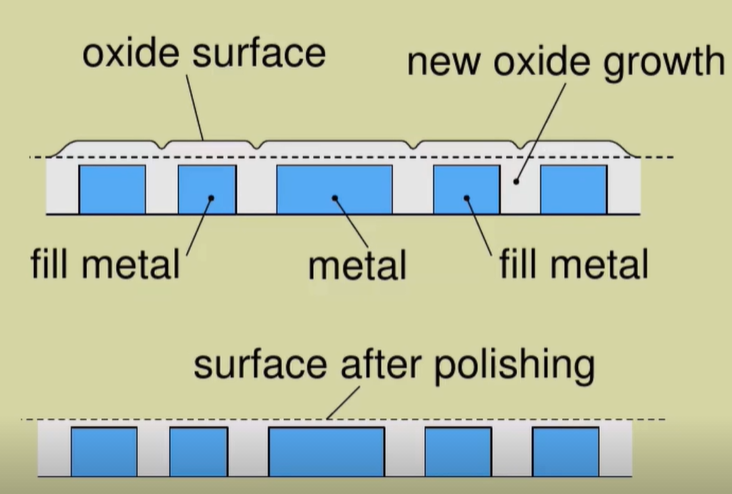 oxide surface
new oxide growth
fill metal
metal
fill metal
surface after polishing